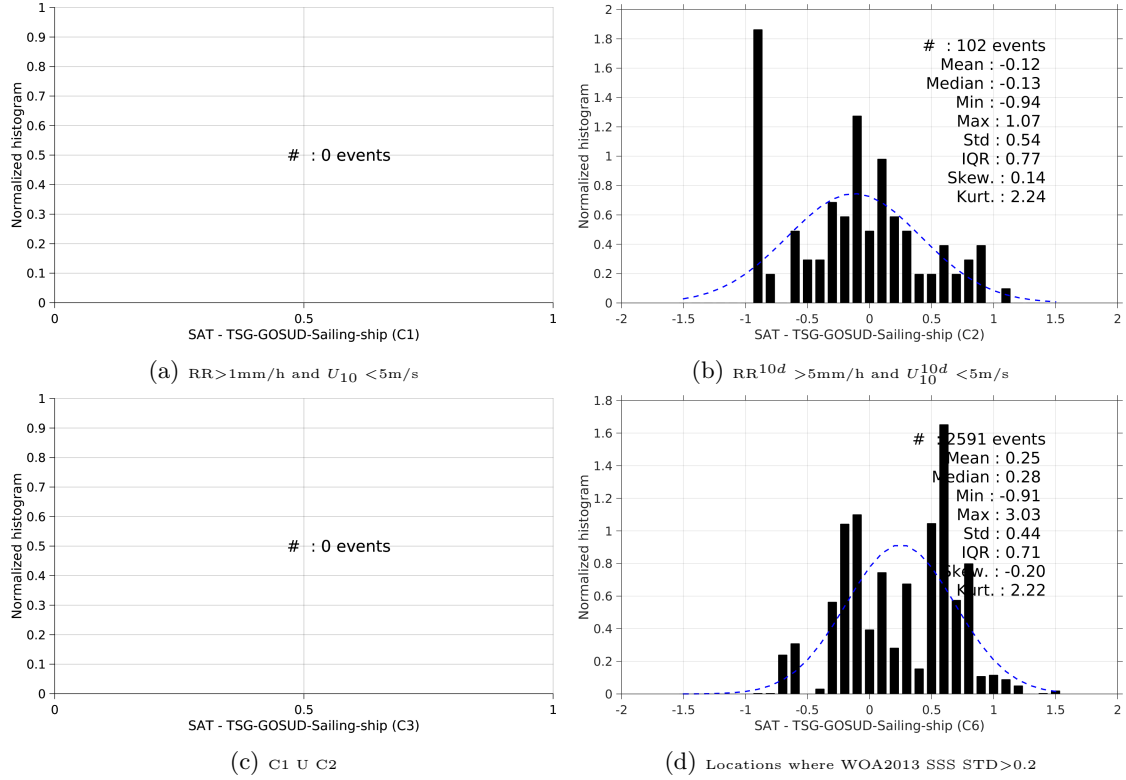 1
0.9
0.8
0.7
0.6
0.5
0.4
0.3
0.2
0.1
0
Normalized histogram
# : 0 events
0 0.5 1
SAT - TSG-GOSUD-Sailing-ship (C1)
(a) RR>1mm/h and U10 <5m/s
2
1.8
1.6
1.4
1.2
1
0.8
0.6
0.4
0.2
0
Normalized histogram
# : 102 events
Mean : -0.12
Median : -0.13
Min : -0.94
Max : 1.07
Std : 0.54
IQR : 0.77
Skew. : 0.14
Kurt. : 2.24
-2 -1.5 -1 -0.5 0 0.5 1 1.5 2
SAT - TSG-GOSUD-Sailing-ship (C2)
(b) RR10d >5mm/h and U10d10 <5m/s
1
0.9
0.8
0.7
0.6
0.5
0.4
0.3
0.2
0.1
0
Normalized histogram
# : 0 events
0 0.5 1
SAT - TSG-GOSUD-Sailing-ship (C3)
(c) C1 U C2
1.8
1.6
1.4
1.2
1
0.8
0.6
0.4
0.2
0
Normalized histogram
# : 2591 events
Mean : 0.25
Median : 0.28
Min : -0.91
Max : 3.03
Std : 0.44
IQR : 0.71
Skew. : -0.20
Kurt. : 2.22
-2 -1.5 -1 -0.5 0 0.5 1 1.5 2
SAT - TSG-GOSUD-Sailing-ship (C6)
(d) Locations where WOA2013 SSS STD>0.2